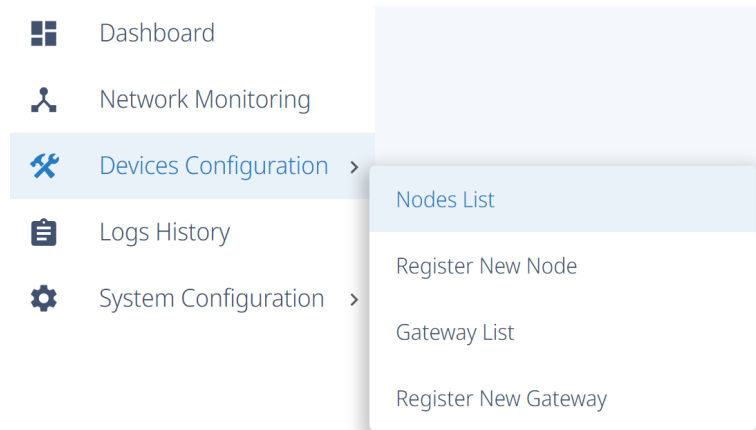 Dashboard
Network Monitoring
Devices Configuration
Logs History
System Configuration
Nodes List
Register New Node
Gateway List
Register New Gateway